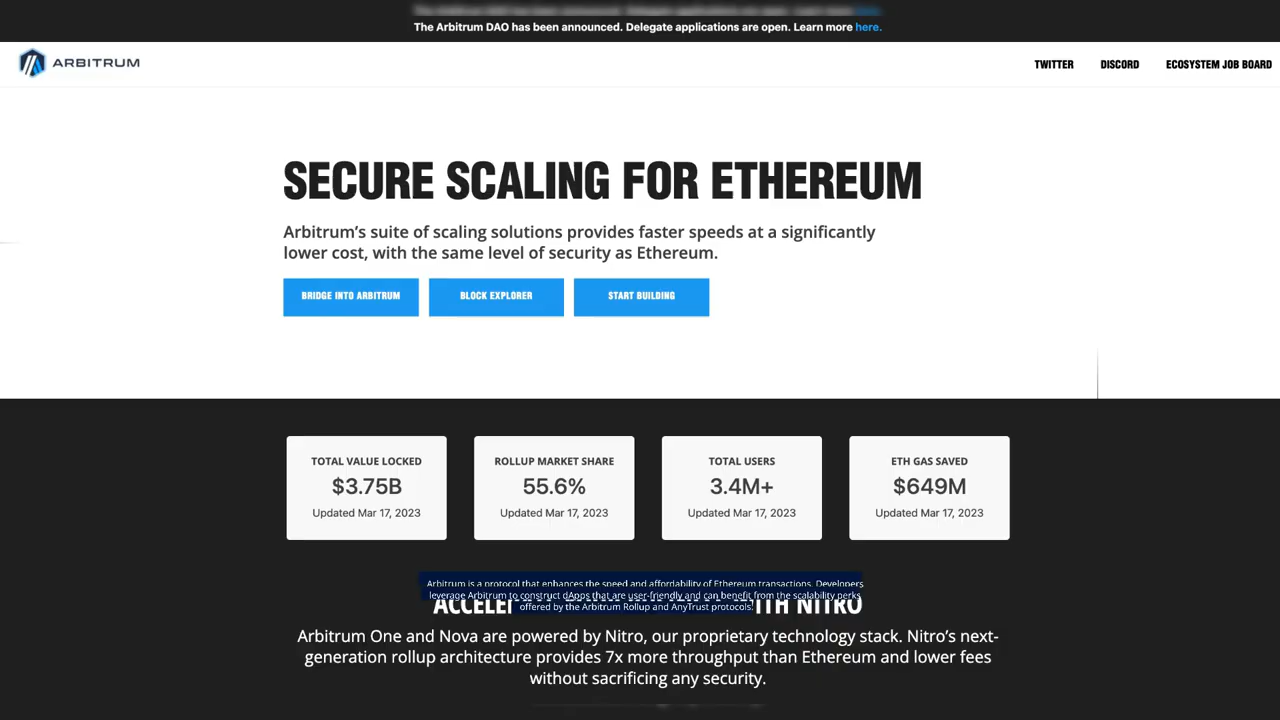 The Arbitrum DAO has been announced. Delegate applications are open. Learn more here.
ARBITRUM
TWITTER
DISCORD
ECOSYSTEM JOB BOARD
SECURE SCALING FOR ETHEREUM
Arbitrum’s suite of scaling solutions provides faster speeds at a significantly
lower cost, with the same level of security as Ethereum.
BRIDGE INTO ARBITRUM
BLOCK EXPLORER
START BUILDING
TOTAL VALUE LOCKED
$3.75B
Updated Mar 17, 2023
ROLLUP MARKET SHARE
55.6%
Updated Mar 17, 2023
TOTAL USERS
3.4M+
Updated Mar 17, 2023
ETH GAS SAVED
$649M
Updated Mar 17, 2023
Arbitrum is a protocol that enhances the speed and affordability of Ethereum transactions. Developers
leverage Arbitrum to construct dApps that are user-friendly and can benefit from the scalability perks
offered by the Arbitrum Rollup and AnyTrust protocols.
NITRO
Arbitrum One and Nova are powered by Nitro, our proprietary technology stack. Nitro’s next-
generation rollup architecture provides 7x more throughput than Ethereum and lower fees
without sacrificing any security.